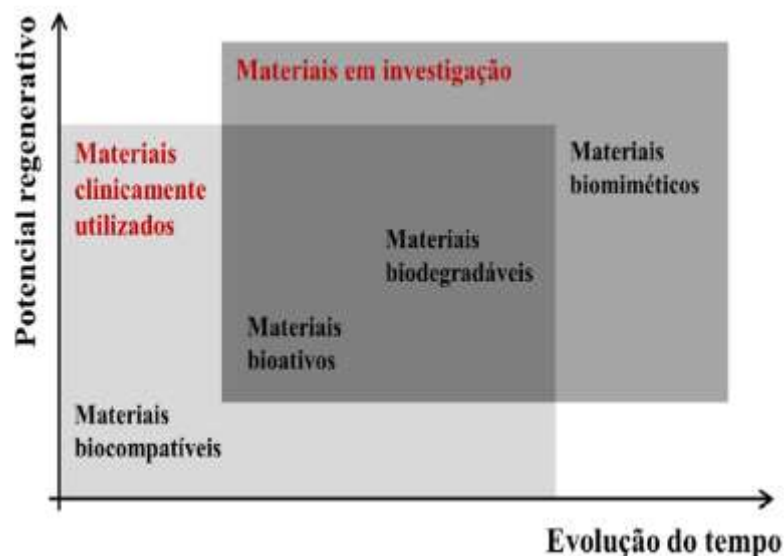 Potencial regenerativo
Materiais em investigação
Materiais
clinicamente
utilizados
Materiais
biomiméticos
Materiais
biodegradáveis
Materiais
bioativos
Materiais
biocompatíveis
Evolução do tempo